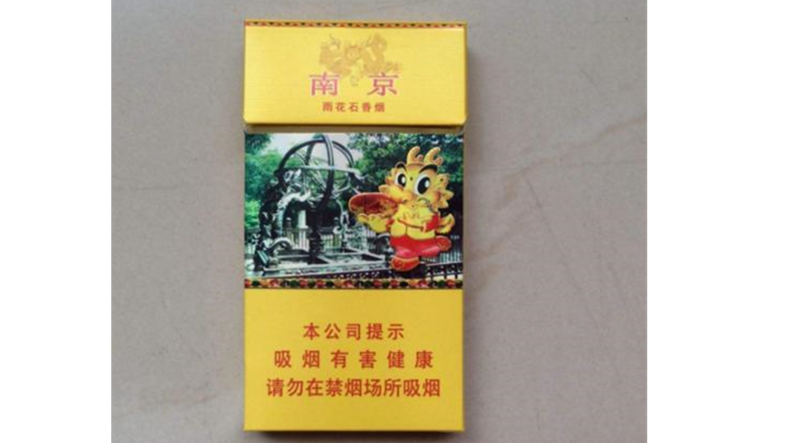 南京
雨花石香烟
本公司提示
吸烟有害健康
请勿在禁烟场所吸烟